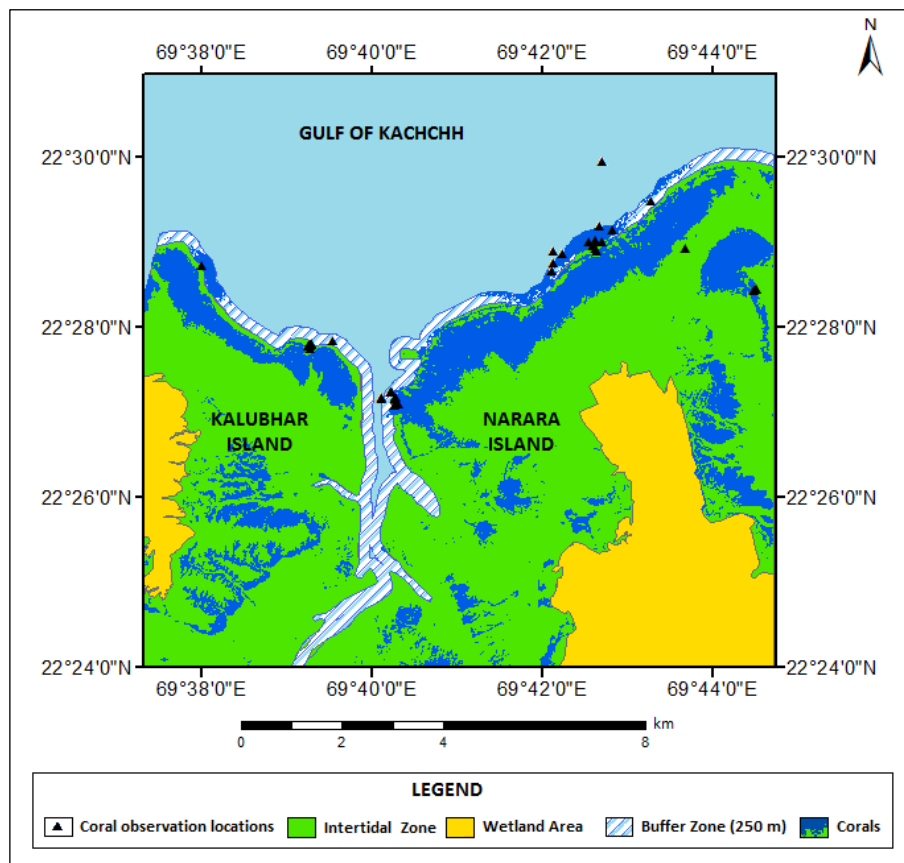 N
69°38'0"E 69°40'0"E 69°42'0"E 69°44'0"E
GULF OF KACHCHH
22°30'0"N 22°30'0"N
22°28'0"N 22°28'0"N
KALUBHAR
ISLAND
NARARA
ISLAND
22°26'0"N 22°26'0"N
22°24'0"N 22°24'0"N
69°38'0"E 69°40'0"E 69°42'0"E 69°44'0"E
km
0 2 4 8
LEGEND
Coral observation locations Intertidal Zone Wetland Area Buffer Zone (250 m) Corals